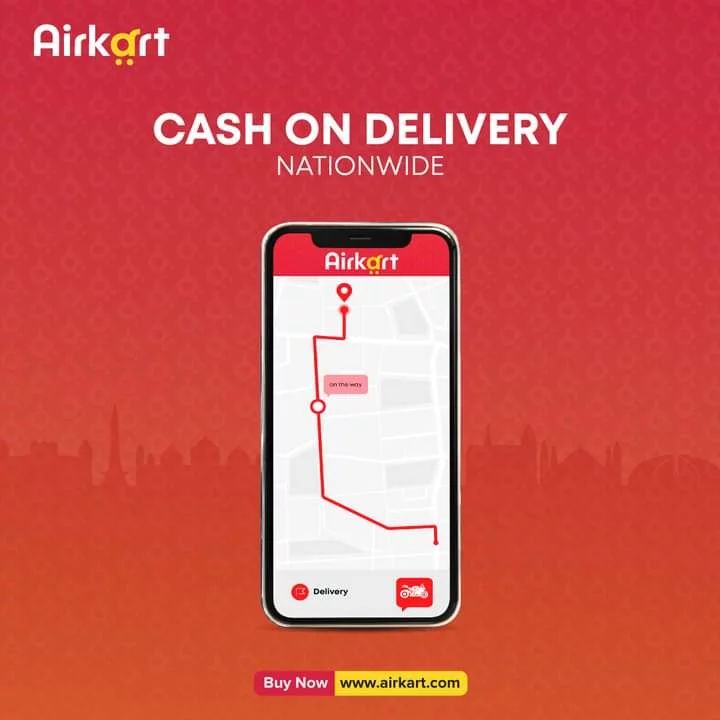 Airkart
CASH ON DELIVERY
NATIONWIDE
Airkart
on the way
Delivery
Buy Now www.airkart.com